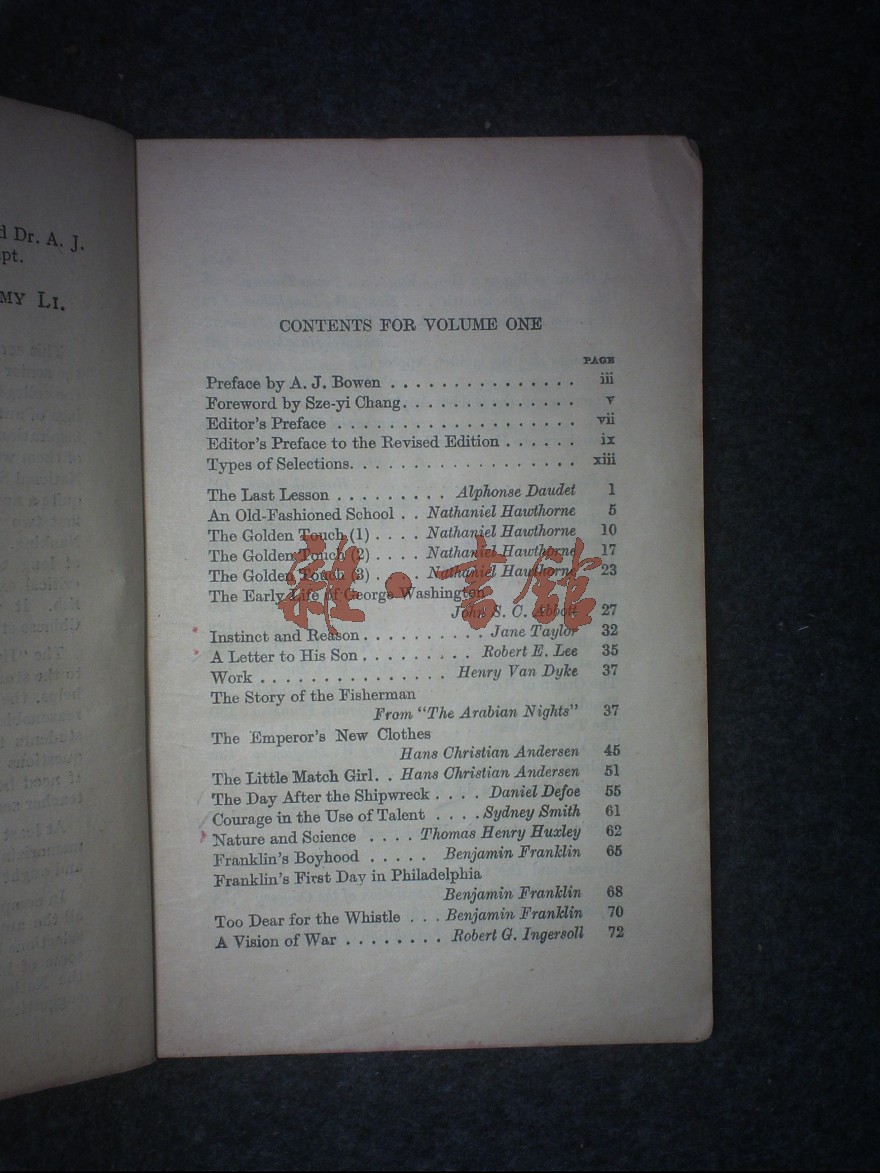 d Dr. A. J.
pt.
MY LI.
CONTENTS FOR VOLUME ONE
PAGE
Preface by A. J. Bowen . . . . . . . . . . . . . . . iii
Foreword by Sze-yi Chang. . . . . . . . . . . . . . v
Editor's Preface . . . . . . . . . . . . . . . . . . vii
Editor's Preface to the Revised Edition . . . . . . ix
Types of Selections. . . . . . . . . . . . . . . . . xiii
The Last Lesson . . . . . . . . . Alphonse Daudet 1
An Old-Fashioned School . . Nathaniel Hawthorne 5
The Golden Touch (1) . . . . Nathaniel Hawthorne 10
The Golden Touch (2) . . . . Nathaniel Hawthorne 17
The Golden Touch (3) . . . . Nathaniel Hawthorne 23
The Early Life of George Washington
John S. C. Abbott 27
Instinct and Reason . . . . . . . . . . Jane Taylor 32
A Letter to His Son . . . . . . . . . Robert E. Lee 35
Work . . . . . . . . . . . . . . . Henry Van Dyke 37
The Story of the Fisherman
From "The Arabian Nights" 37
The Emperor's New Clothes
Hans Christian Andersen 45
The Little Match Girl. . Hans Christian Andersen 51
The Day After the Shipwreck . . . . Daniel Defoe 55
Courage in the Use of Talent . . . . Sydney Smith 61
Nature and Science . . . . Thomas Henry Huxley 62
Franklin's Boyhood . . . . . Benjamin Franklin 65
Franklin's First Day in Philadelphia
Benjamin Franklin 68
Too Dear for the Whistle . . . Benjamin Franklin 70
A Vision of War . . . . . . . . Robert G. Ingersoll 72
雜·書館